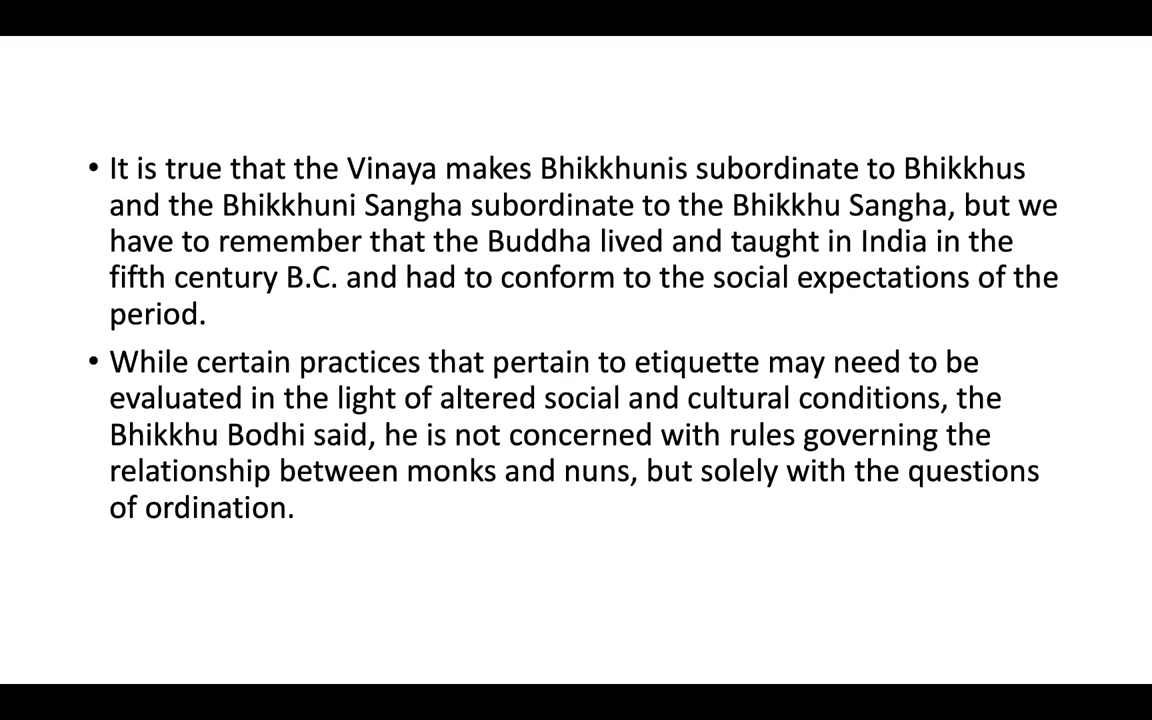 • It is true that the Vinaya makes Bhikkhunis subordinate to Bhikkhus
and the Bhikkhuni Sangha subordinate to the Bhikkhu Sangha, but we
have to remember that the Buddha lived and taught in India in the
fifth century B.C. and had to conform to the social expectations of the
period.
• While certain practices that pertain to etiquette may need to be
evaluated in the light of altered social and cultural conditions, the
Bhikkhu Bodhi said, he is not concerned with rules governing the
relationship between monks and nuns, but solely with the questions
of ordination.